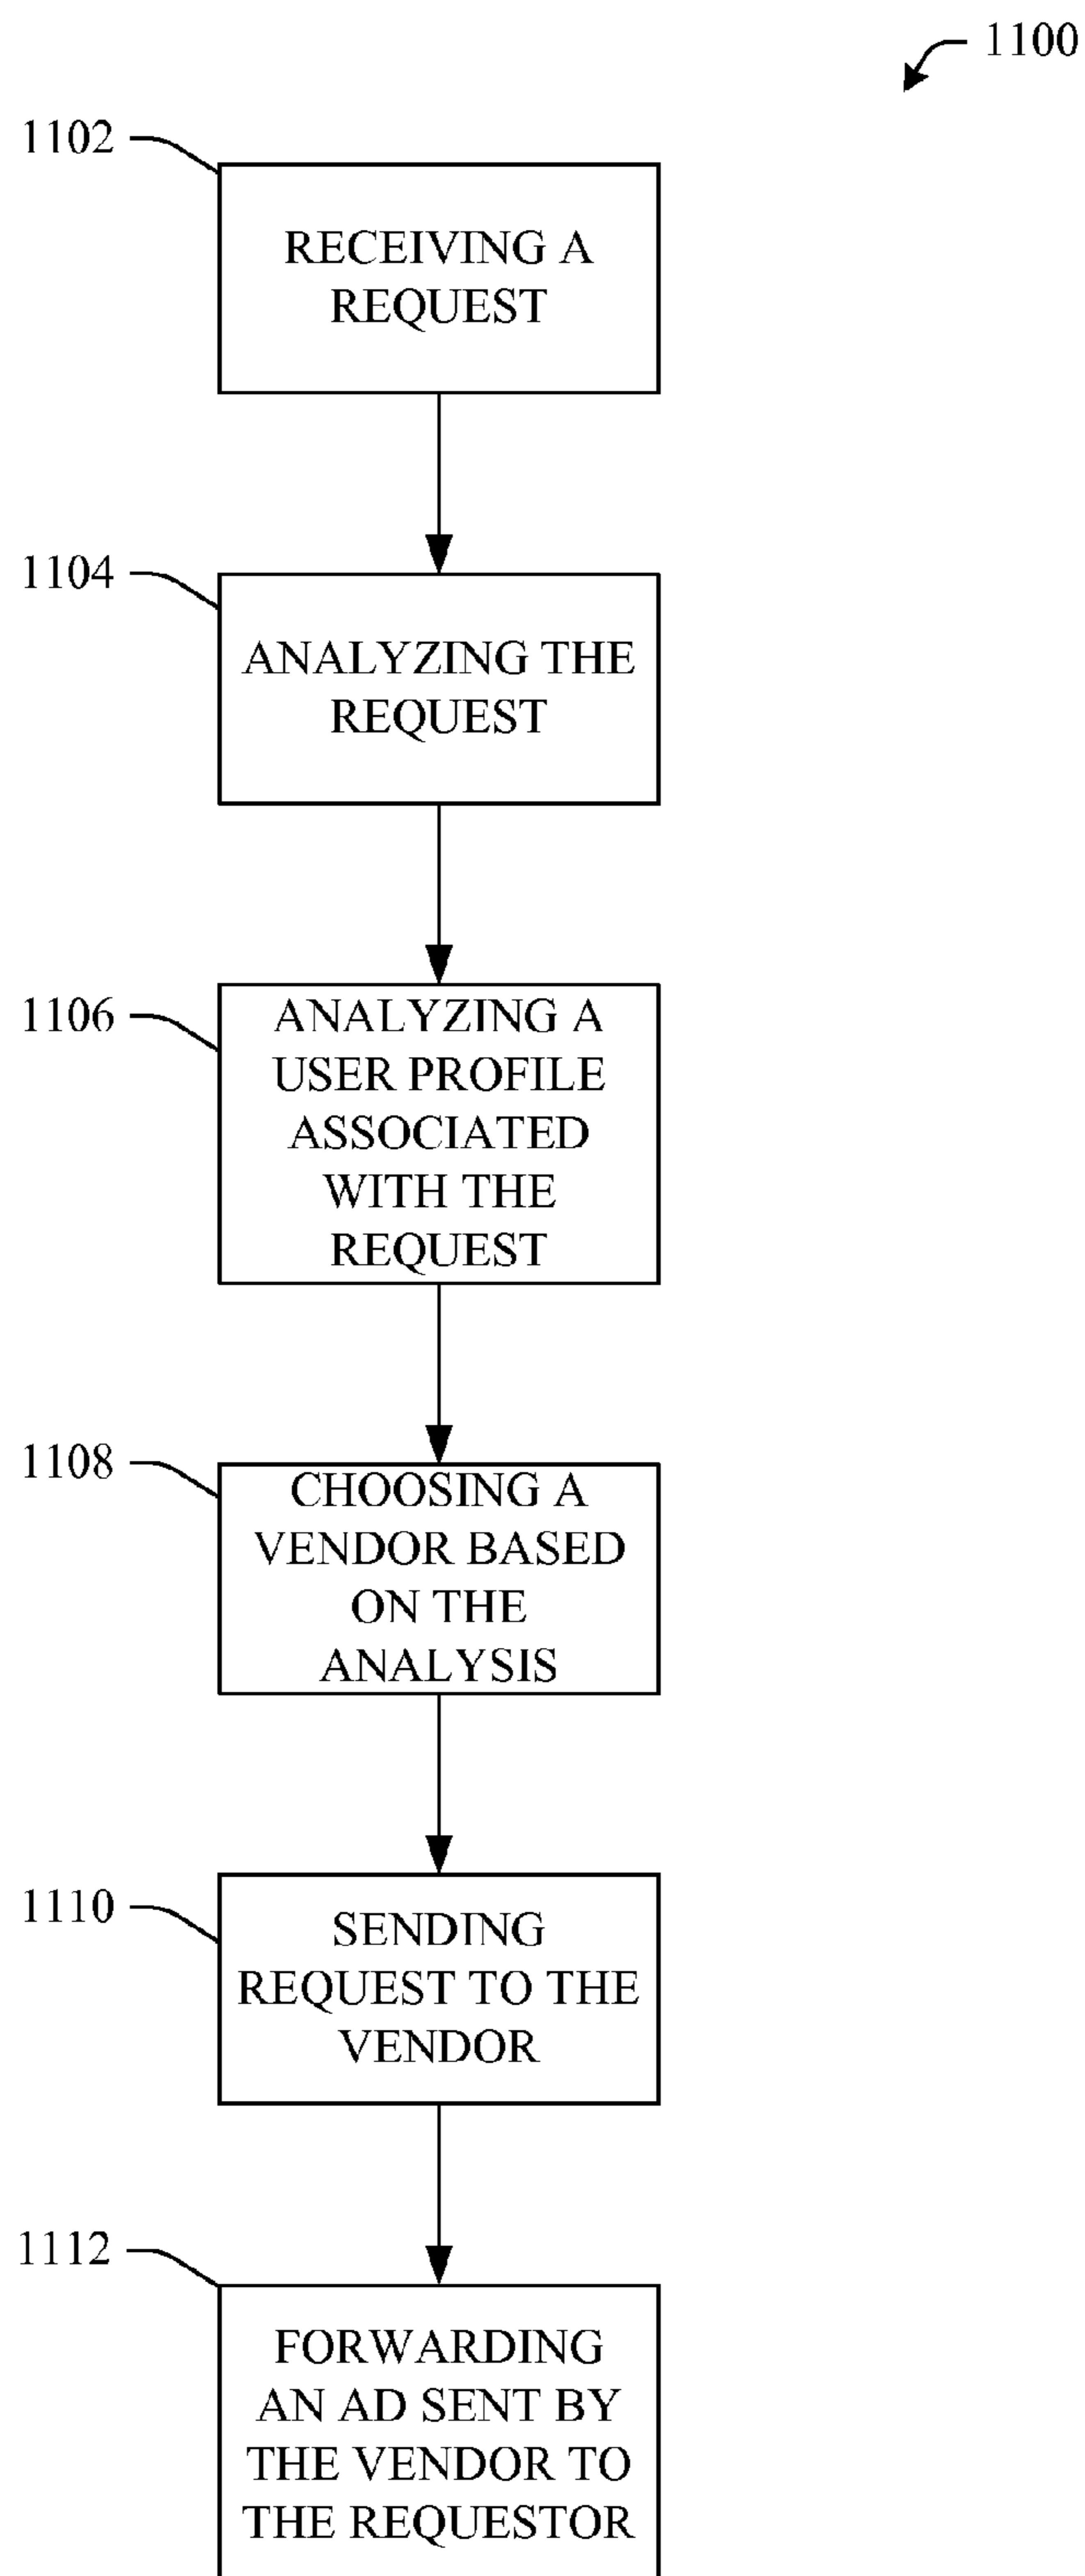 1100
1102
RECEIVING A
REQUEST
1104
ANALYZING THE
REQUEST
1106
ANALYZING A
USER PROFILE
ASSOCIATED
WITH THE
REQUEST
1108
CHOOSING A
VENDOR BASED
ON THE
ANALYSIS
1110
SENDING
REQUEST TO THE
VENDOR
1112
FORWARDING
AN AD SENT BY
THE VENDOR TO
THE REQUESTOR